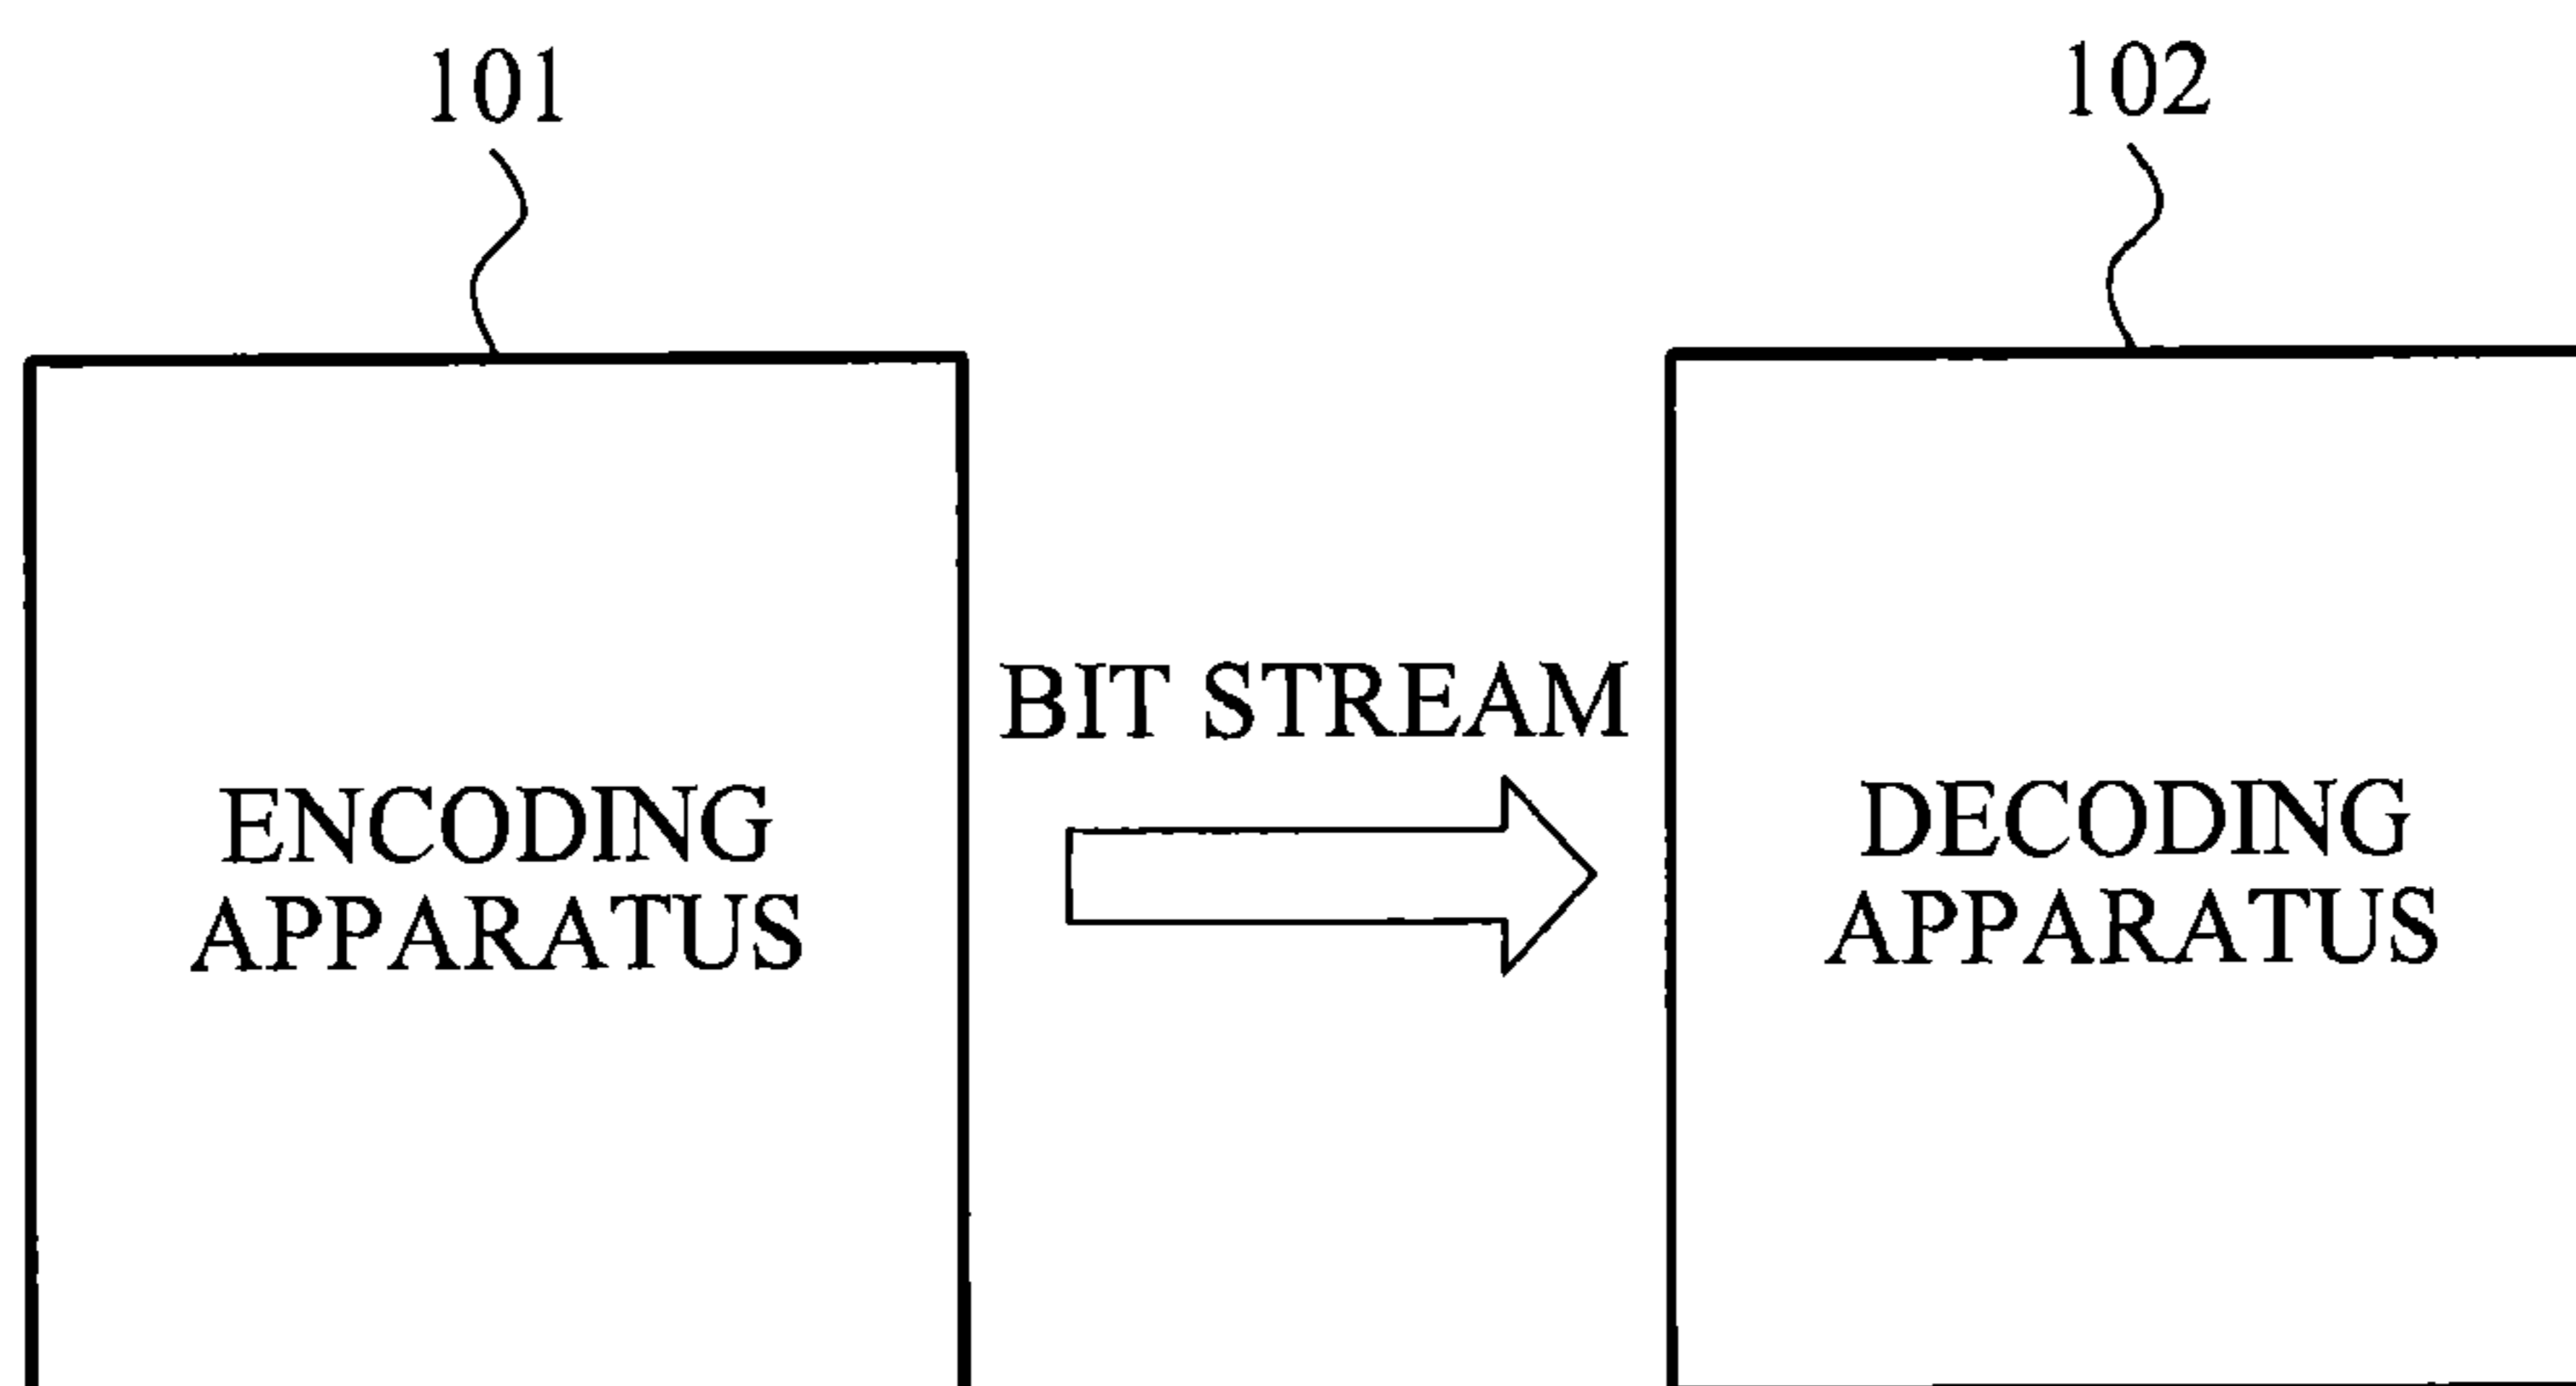 101
102
BIT STREAM
ENCODING
APPARATUS
DECODING
APPARATUS